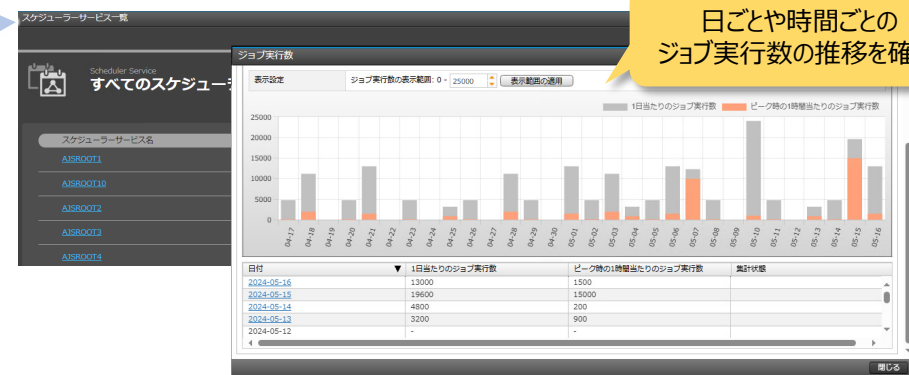 スケジューラーサービス一覧
日ごとや時間ごとの
ジョブ実行数の推移を確
Scheduler Service
すべてのスケジュー
スケジューラーサービス名
AJSROOT1
AJSROOT10
AJSROOT2
AJSROOT3
AJSROOT4
ジョブ実行数
表示設定 ジョブ実行数の表示範囲: 0 - 25000 表示範囲の適用
1日当たりのジョブ実行数 ピーク時の1時間当たりのジョブ実行数
25000
20000
15000
10000
5000
0
04-17 04-18 04-19 04-20 04-21 04-22 04-23 04-24 04-25 04-26 04-27 04-28 04-29 04-30 05-01 05-02 05-03 05-04 05-05 05-06 05-07 05-08 05-09 05-10 05-11 05-12 05-13 05-14 05-15 05-16
日付 ▼ 1日当たりのジョブ実行数 ピーク時の1時間当たりのジョブ実行数 集計状態
2024-05-16 13000 1500
2024-05-15 19600 15000
2024-05-14 4800 200
2024-05-13 3200 900
2024-05-12 - -
閉じる